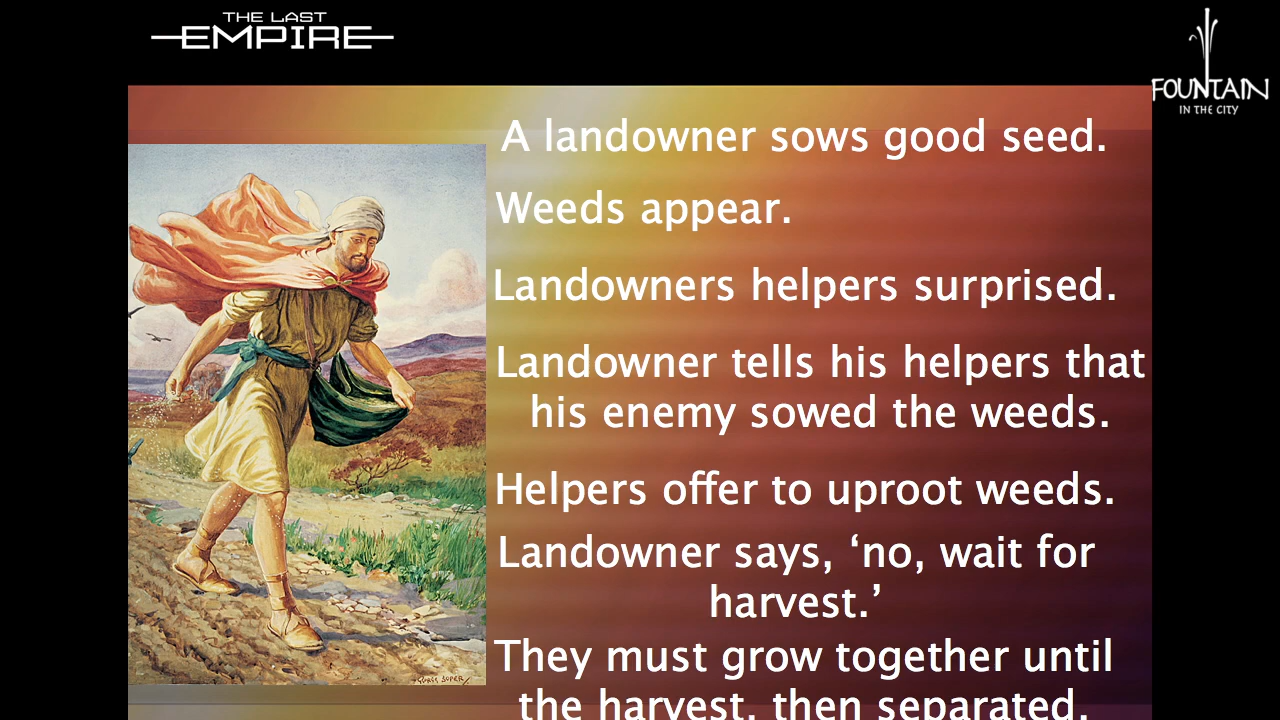 THE LAST
EMPIRE
FOUNTAIN
IN THE CITY
A landowner sows good seed.
Weeds appear.
Landowners helpers surprised.
Landowner tells his helpers that
his enemy sowed the weeds.
Helpers offer to uproot weeds.
Landowner says, ‘no, wait for
harvest.’
They must grow together until
the harvest, then separated.